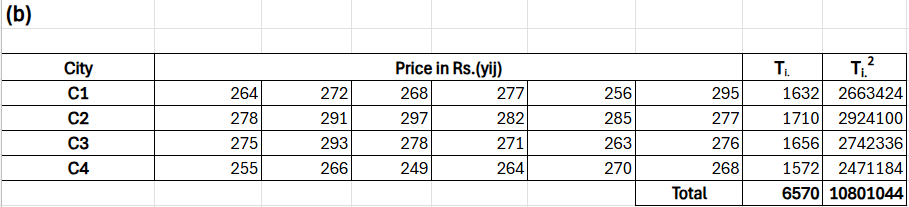 (b)
City Price in Rs.(yij) Ti. Ti.²
C1 264 272 268 277 256 295 1632 2663424
C2 278 291 297 282 285 277 1710 2924100
C3 275 293 278 271 263 276 1656 2742336
C4 255 266 249 264 270 268 1572 2471184
Total 6570 10801044